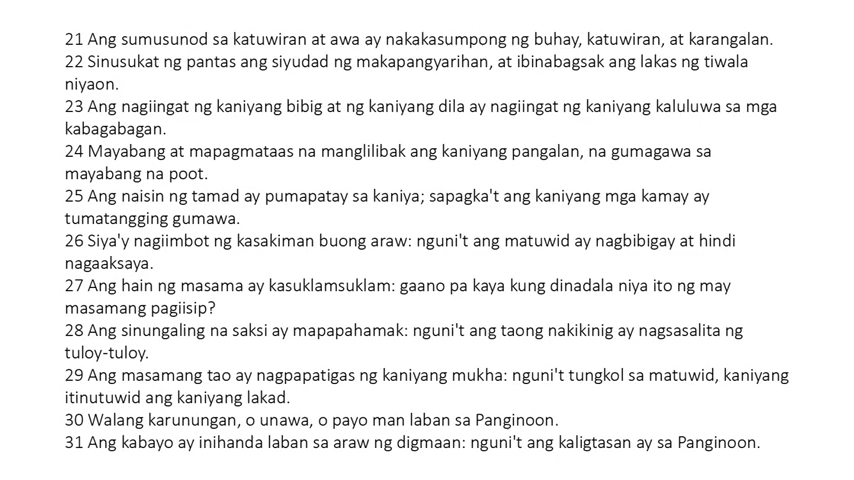 21 Ang sumusunod sa katuwiran at awa ay nakakasumpong ng buhay, katuwiran, at karangalan.
22 Sinusukat ng pantas ang siyudad ng makapangyarihan, at ibinabagsak ang lakas ng tiwala
niyaon.
23 Ang nagiingat ng kaniyang bibig at ng kaniyang dila ay nagiingat ng kaniyang kaluluwa sa mga
kabagabagan.
24 Mayabang at mapagmataas na manglilibak ang kaniyang pangalan, na gumagawa sa
mayabang na poot.
25 Ang naisin ng tamad ay pumapatay sa kaniya; sapagka't ang kaniyang mga kamay ay
tumatangging gumawa.
26 Siya'y nagiimbot ng kasakiman buong araw: nguni't ang matuwid ay nagbibigay at hindi
nagaaksaya.
27 Ang hain ng masama ay kasuklamsuklam: gaano pa kaya kung dinadala niya ito ng may
masamang pagiisip?
28 Ang sinungaling na saksi ay mapapahamak: nguni't ang taong nakikinig ay nagsasalita ng
tuloy-tuloy.
29 Ang masamang tao ay nagpapatigas ng kaniyang mukha: nguni't tungkol sa matuwid, kaniyang
itinutuwid ang kaniyang lakad.
30 Walang karunungan, o unawa, o payo man laban sa Panginoon.
31 Ang kabayo ay inihanda laban sa araw ng digmaan: nguni't ang kaligtasan ay sa Panginoon.